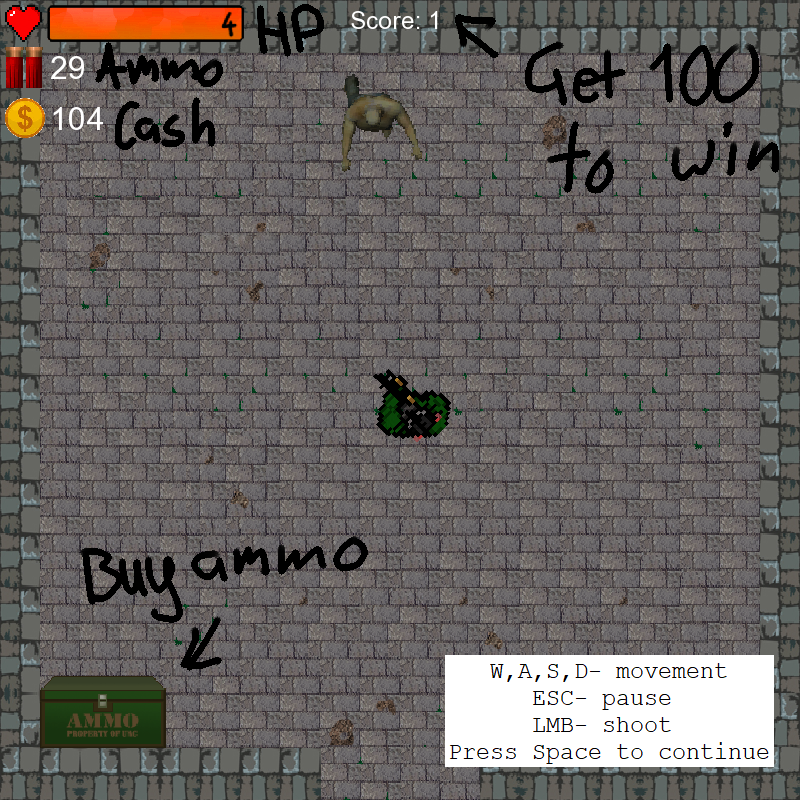 4 HP Score: 1
29 Ammo
Get 100
104 Cash
to win
Buy ammo
W,A,S,D- movement
ESC- pause
LMB- shoot
Press Space to continue
AMMO
PROPERTY OF UAC
$